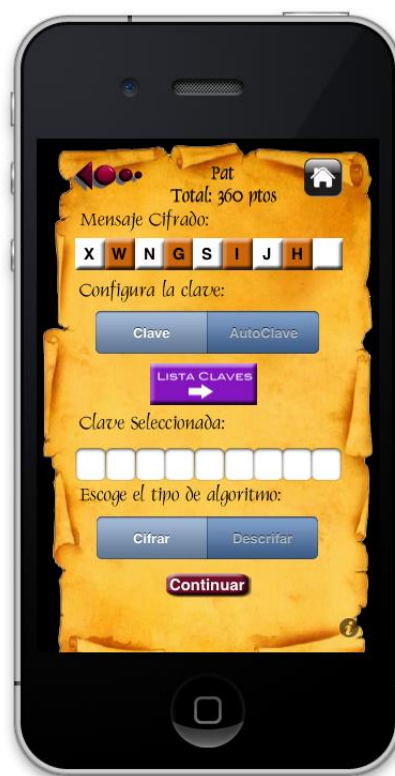 Pat
Total: 360 ptos
Mensaje Cifrado:
X W N G S I J H
Configura la clave:
Clave AutoClave
LISTA CLAVES
Clave Seleccionada:
Escoge el tipo de algoritmo:
Cifrar Descrifar
Continuar
i